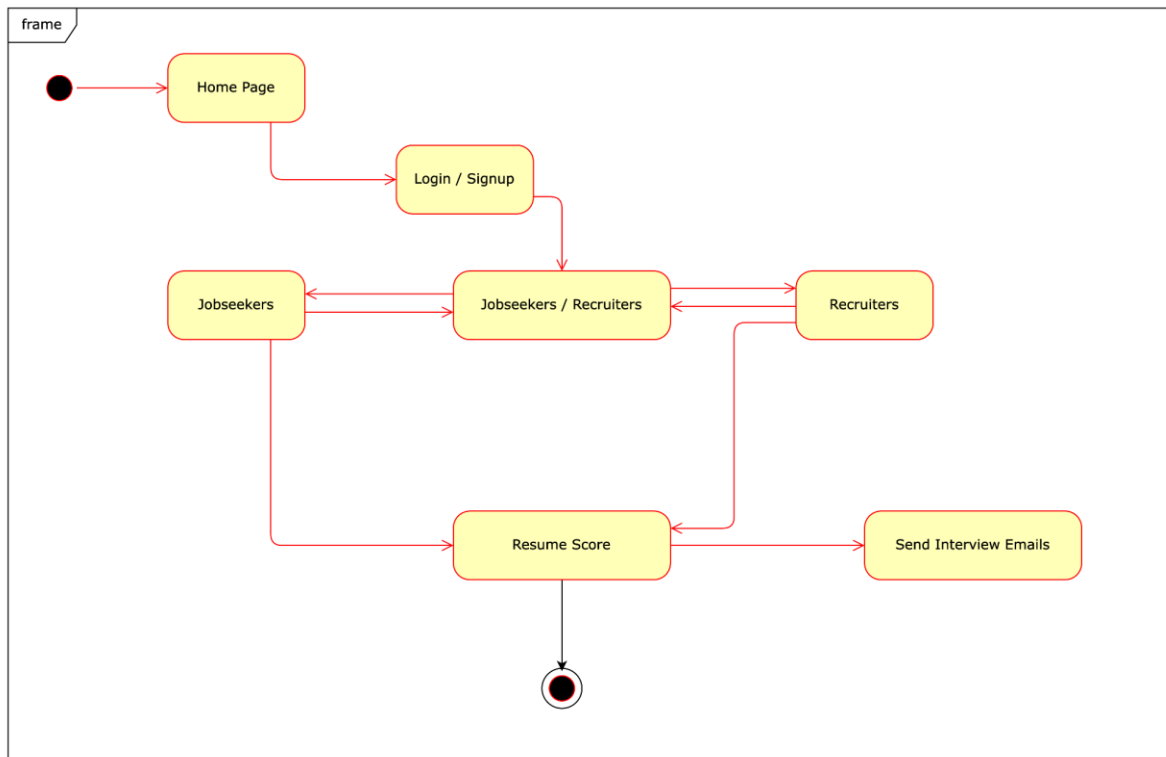 frame
Home Page
Login / Signup
Jobseekers
Jobseekers / Recruiters
Recruiters
Resume Score
Send Interview Emails